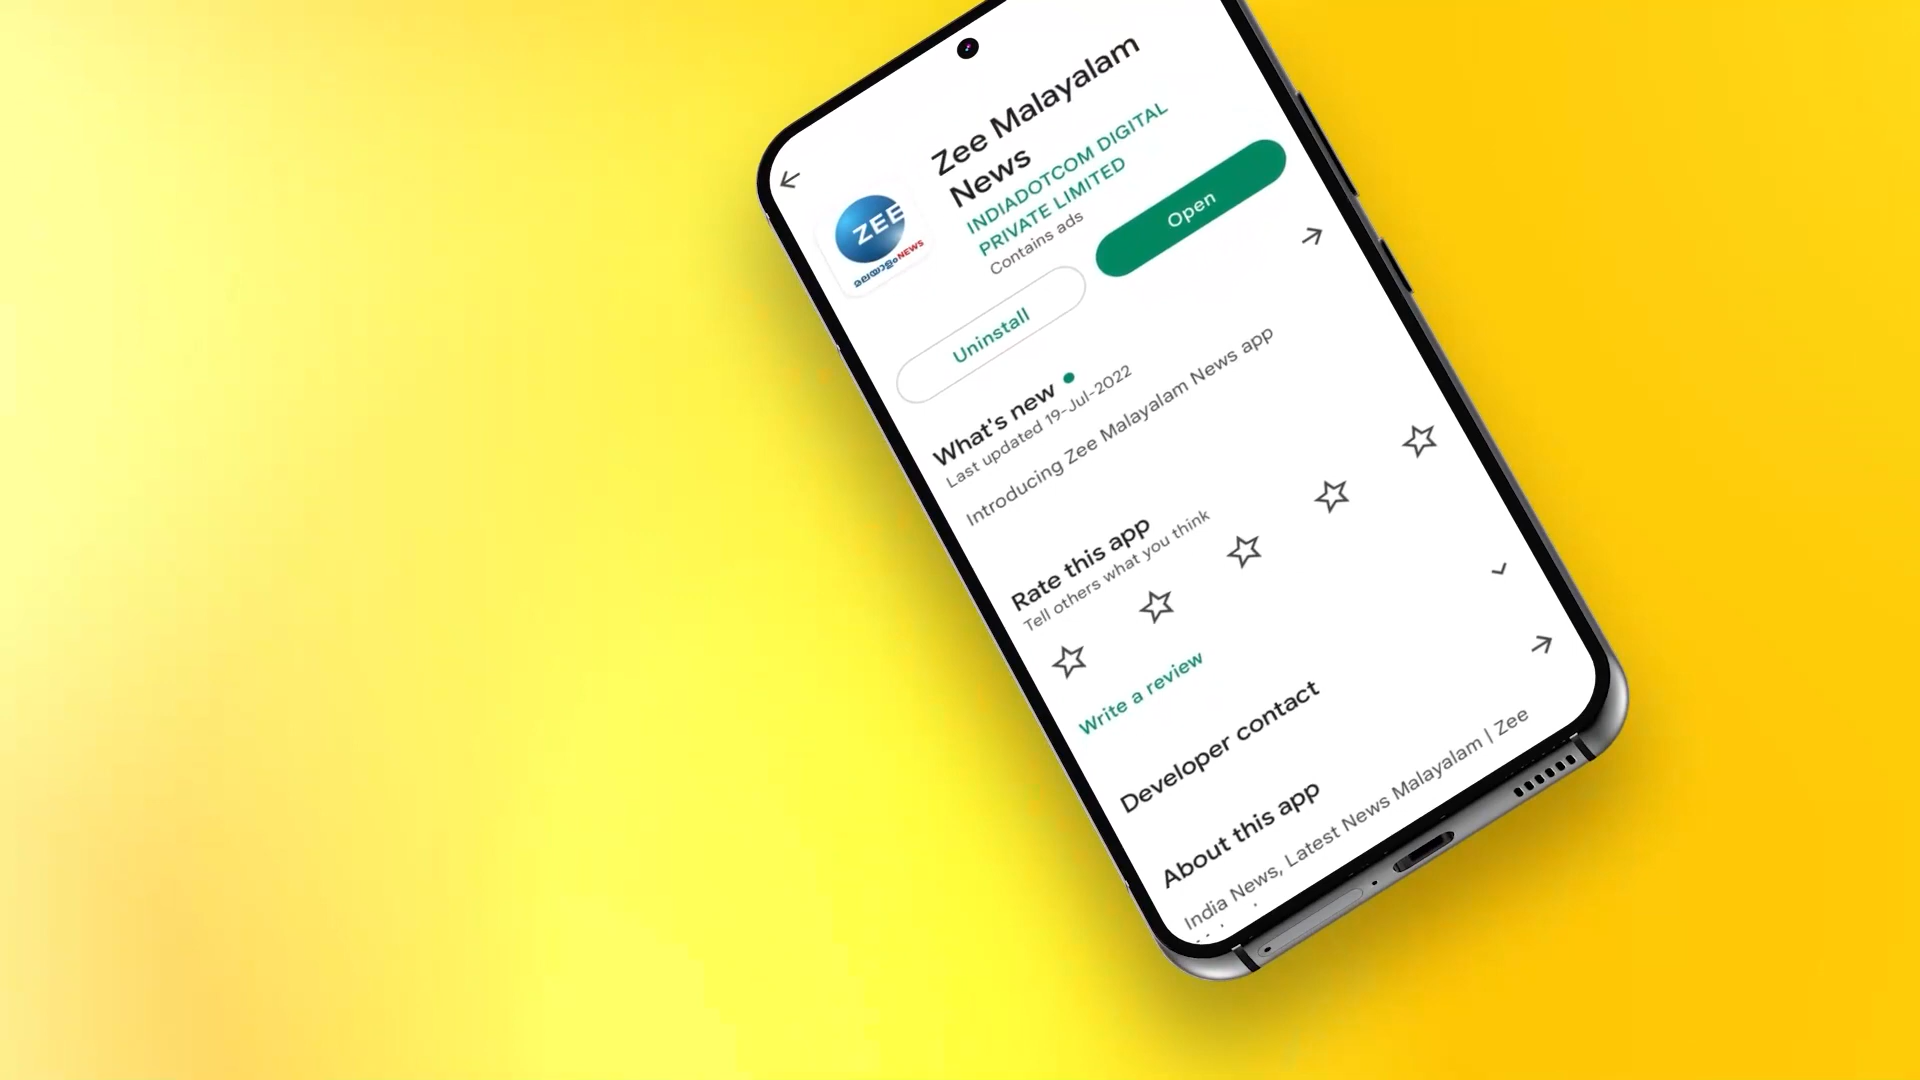 Zee Malayalam
News
INDIADOTCOM DIGITAL
PRIVATE LIMITED
Contains ads
ZEE
മലയാളം NEWS
Uninstall
Open
What's new
Last updated 19-Jul-2022
Introducing Zee Malayalam News app
Rate this app
Tell others what you think
Write a review
Developer contact
About this app
India News, Latest News Malayalam | Zee